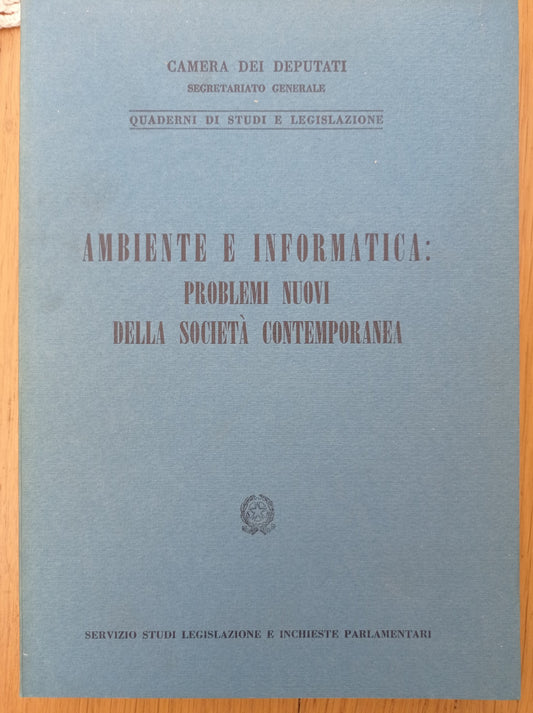 CAMERA DEI DEPUTATI
SEGRETARIATO GENERALE
QUADERNI DI STUDI E LEGISLAZIONE
AMBIENTE E INFORMATICA:
PROBLEMI NUOVI
DELLA SOCIETÀ CONTEMPORANEA
SERVIZIO STUDI LEGISLAZIONE E INCHIESTE PARLAMENTARI